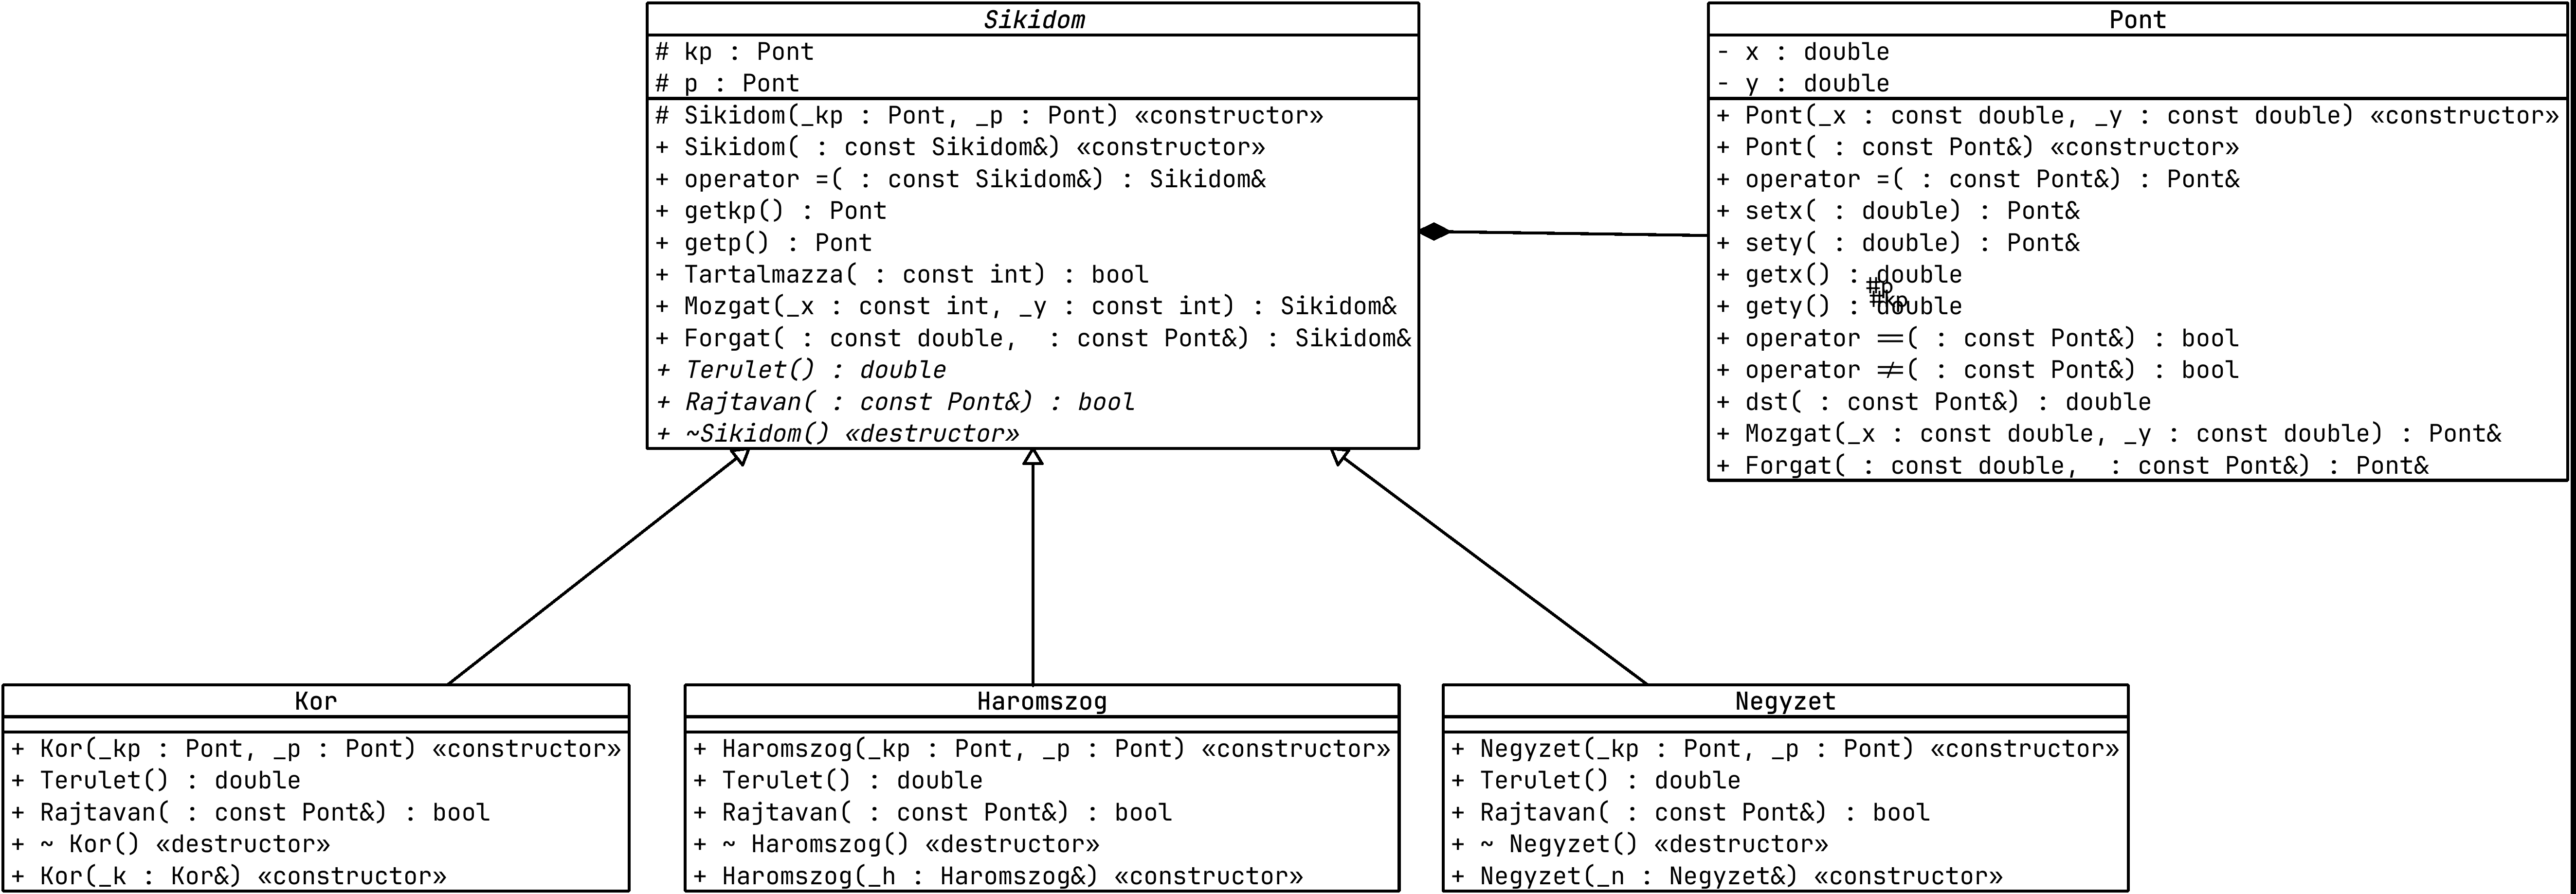 Sikidom
# kp : Pont
# p : Pont
# Sikidom(_kp : Pont, _p : Pont) «constructor»
+ Sikidom( : const Sikidom&) «constructor»
+ operator =( : const Sikidom&) : Sikidom&
+ getkp() : Pont
+ getp() : Pont
+ Tartalmazza( : const int) : bool
+ Mozgat(_x : const int, _y : const int) : Sikidom&
+ Forgat( : const double,  : const Pont&) : Sikidom&
+ Terulet() : double
+ Rajtavan( : const Pont&) : bool
+ ~Sikidom() «destructor»
Pont
- x : double
- y : double
+ Pont(_x : const double, _y : const double) «constructor»
+ Pont( : const Pont&) «constructor»
+ operator =( : const Pont&) : Pont&
+ setx( : double) : Pont&
+ sety( : double) : Pont&
+ getx() : double
#p
+ gety() : double
#kp
+ operator ==( : const Pont&) : bool
+ operator !=( : const Pont&) : bool
+ dst( : const Pont&) : double
+ Mozgat(_x : const double, _y : const double) : Pont&
+ Forgat( : const double,  : const Pont&) : Pont&
Kor
+ Kor(_kp : Pont, _p : Pont) «constructor»
+ Terulet() : double
+ Rajtavan( : const Pont&) : bool
+ ~ Kor() «destructor»
+ Kor(_k : Kor&) «constructor»
Haromszog
+ Haromszog(_kp : Pont, _p : Pont) «constructor»
+ Terulet() : double
+ Rajtavan( : const Pont&) : bool
+ ~ Haromszog() «destructor»
+ Haromszog(_h : Haromszog&) «constructor»
Negyzet
+ Negyzet(_kp : Pont, _p : Pont) «constructor»
+ Terulet() : double
+ Rajtavan( : const Pont&) : bool
+ ~ Negyzet() «destructor»
+ Negyzet(_n : Negyzet&) «constructor»